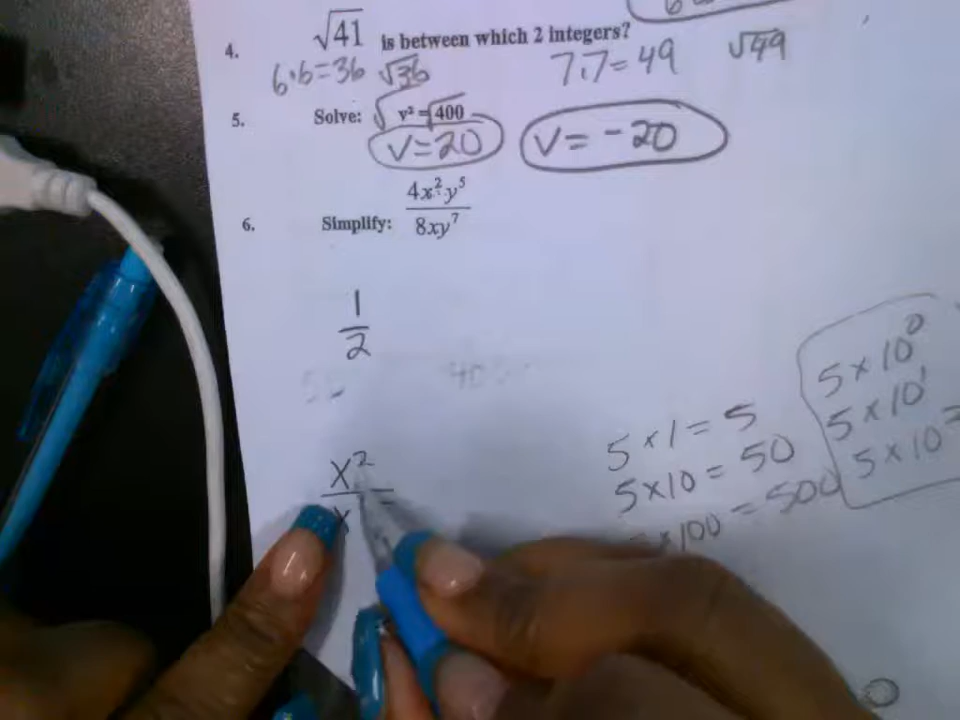 4. √41 is between which 2 integers?
6·6=36 √36 7.7=49 √49
5. Solve: √y² = √400
v=20 v=-20
6. Simplify: 4x²y⁵/8xy⁷
1/2
x²/x =
5×1=5
5×10=50
×100=500
5×10⁰
5×10¹
5×10